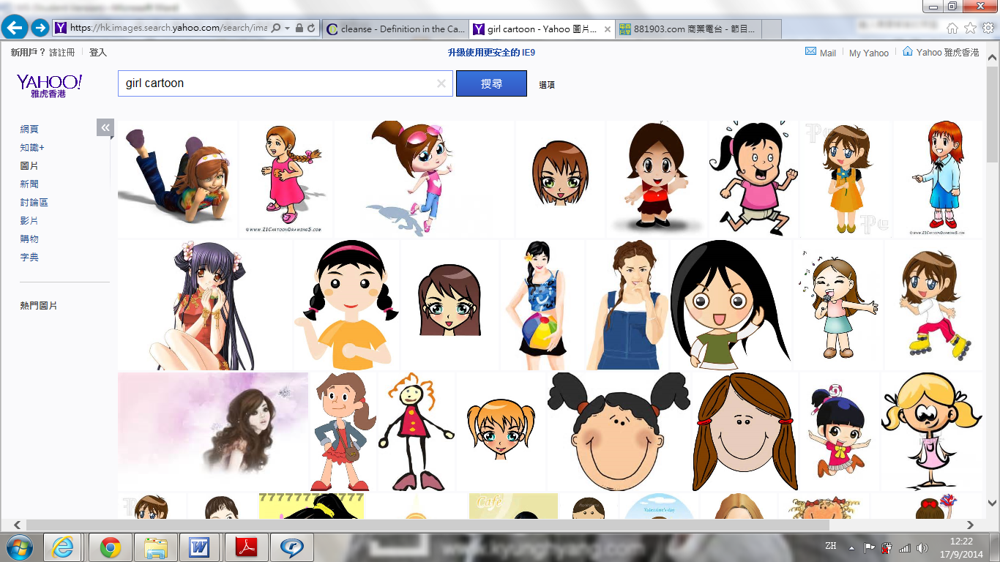 https://hk.images.search.yahoo.com/search/ima
cleanse - Definition in the Ca...
girl cartoon - Yahoo 圖片...
881903.com 商業電台 - 節目...
新用戶？ 請註冊 登入
升級使用更安全的 IE9
Mail My Yahoo Yahoo 雅虎香港
YAHOO!
雅虎香港
girl cartoon
搜尋
選項
網頁
知識+
圖片
新聞
討論區
影片
購物
字典
熱門圖片
www.21CartoonDrawingS.com
www.21CartoonDrawingS.com
777777777777
Café
Valentine's day
ZH
12:22
17/9/2014